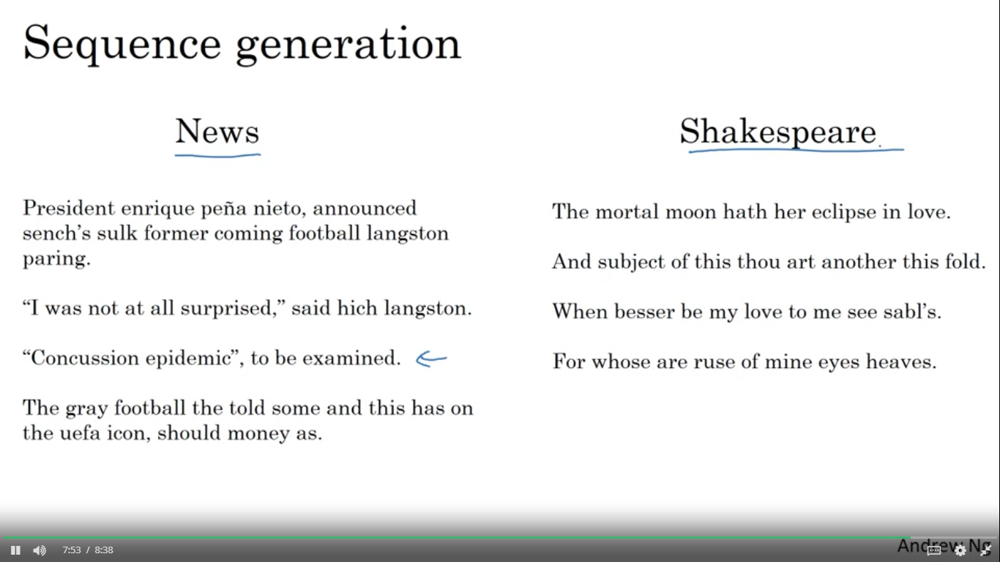 Sequence generation
News
President enrique peña nieto, announced
sench's sulk former coming football langston
paring.
“I was not at all surprised,” said hich langston.
“Concussion epidemic”, to be examined.
The gray football the told some and this has on
the uefa icon, should money as.
Shakespeare
The mortal moon hath her eclipse in love.
And subject of this thou art another this fold.
When besser be my love to me see sabl's.
For whose are ruse of mine eyes heaves.
7:53 / 8:38
Andrew Ng